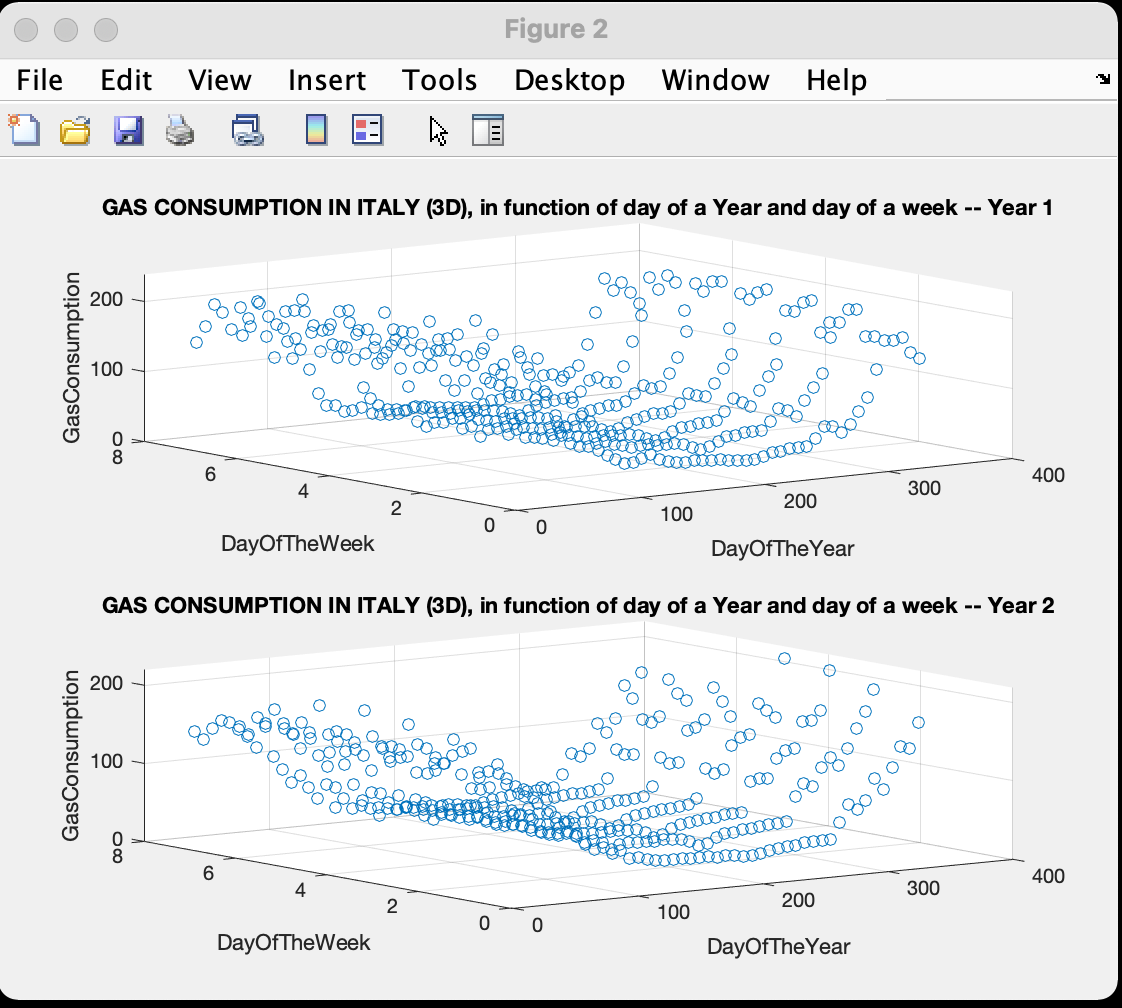 Figure 2
File Edit View Insert Tools Desktop Window Help
GAS CONSUMPTION IN ITALY (3D), in function of day of a Year and day of a week -- Year 1
GasConsumption
200
100
0
8
6
4
2
0
0
100
200
300
400
DayOfTheWeek
DayOfTheYear
GAS CONSUMPTION IN ITALY (3D), in function of day of a Year and day of a week -- Year 2
GasConsumption
200
100
0
8
6
4
2
0
0
100
200
300
400
DayOfTheWeek
DayOfTheYear